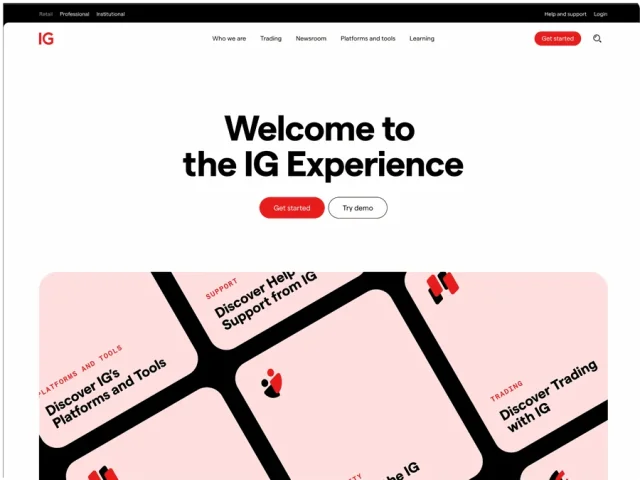 Retail Professional Institutional Help and support Login
IG Who we are Trading Newsroom Platforms and tools Learning Get started
Welcome to
the IG Experience
Get started Try demo
SUPPORT
Discover Help
Support from IG
PLATFORMS AND TOOLS
Discover IG's
Platforms and Tools
TRADING
Discover Trading
with IG
the IG